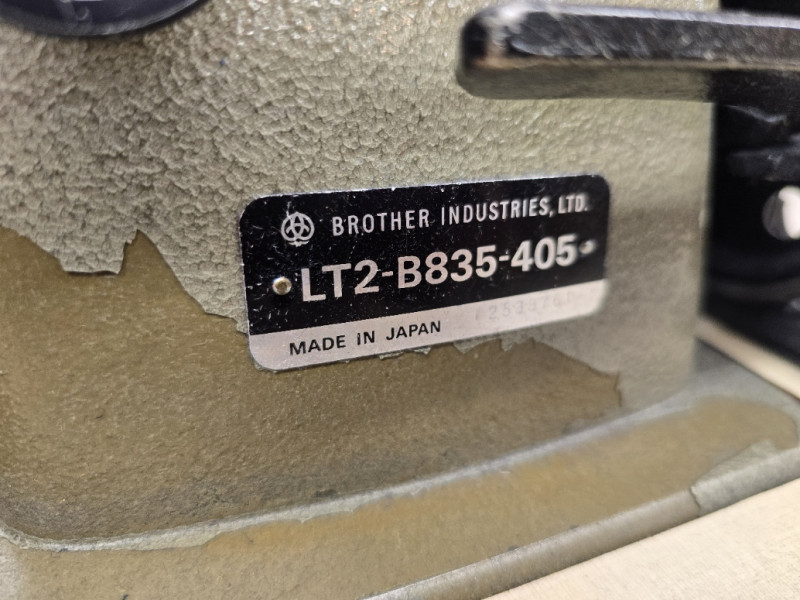 BROTHER INDUSTRIES, LTD.
LT2-B835-405
MADE IN JAPAN